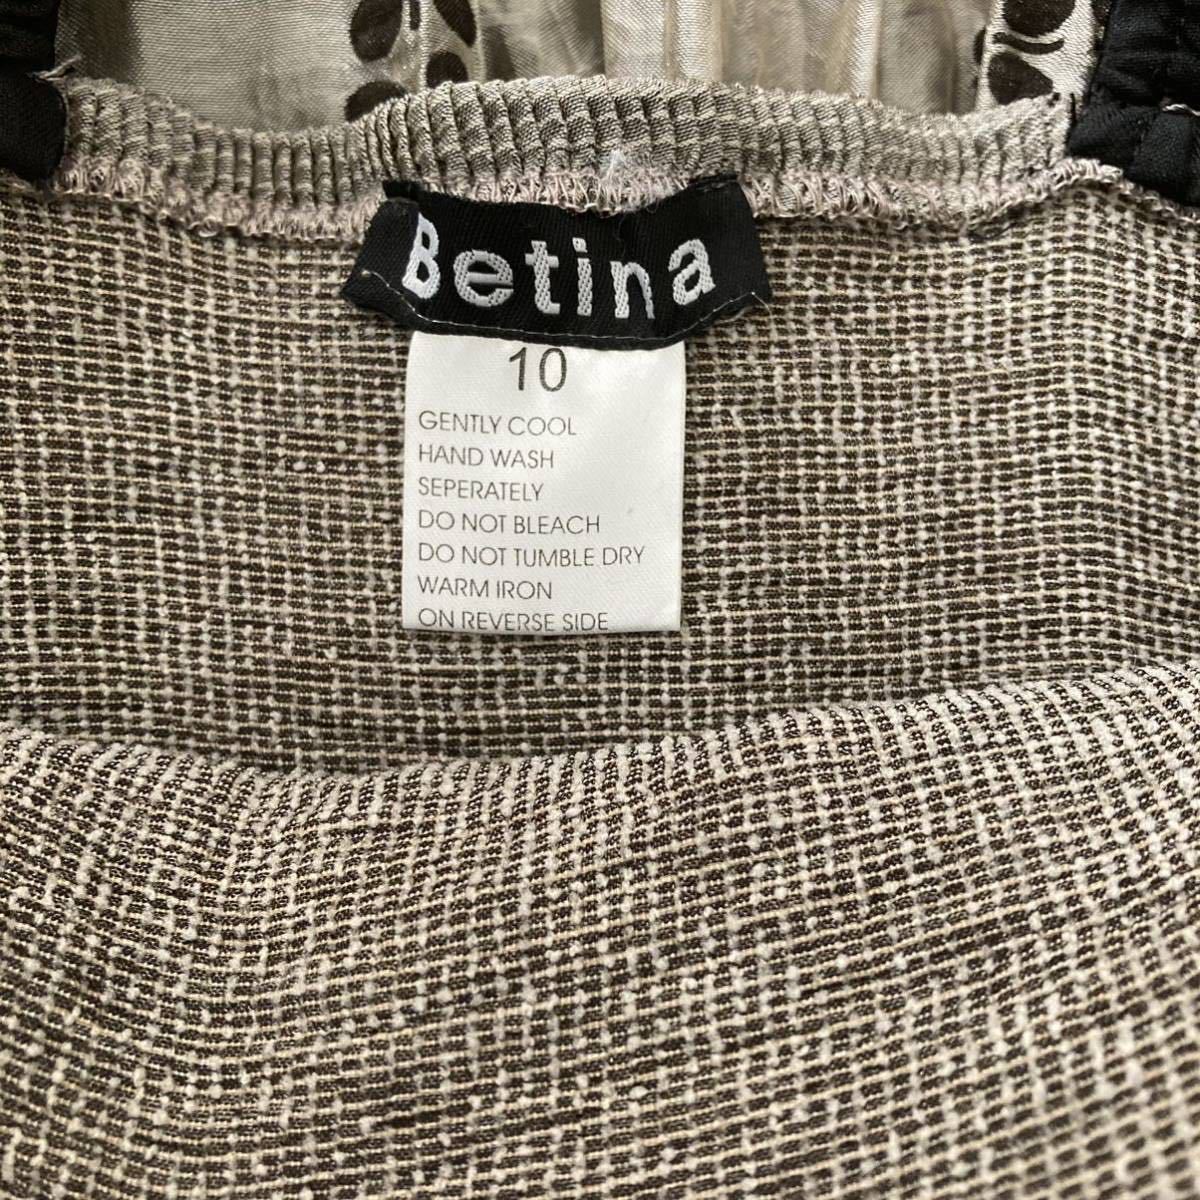 Betina
10
GENTLY COOL
HAND WASH
SEPERATELY
DO NOT BLEACH
DO NOT TUMBLE DRY
WARM IRON
ON REVERSE SIDE